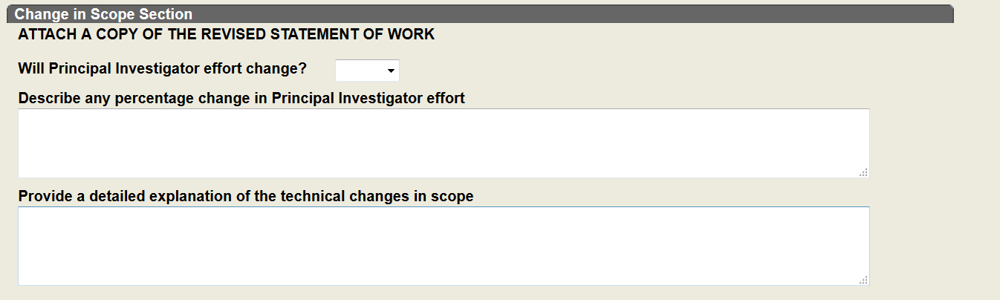 Change in Scope Section
ATTACH A COPY OF THE REVISED STATEMENT OF WORK
Will Principal Investigator effort change?
Describe any percentage change in Principal Investigator effort
Provide a detailed explanation of the technical changes in scope